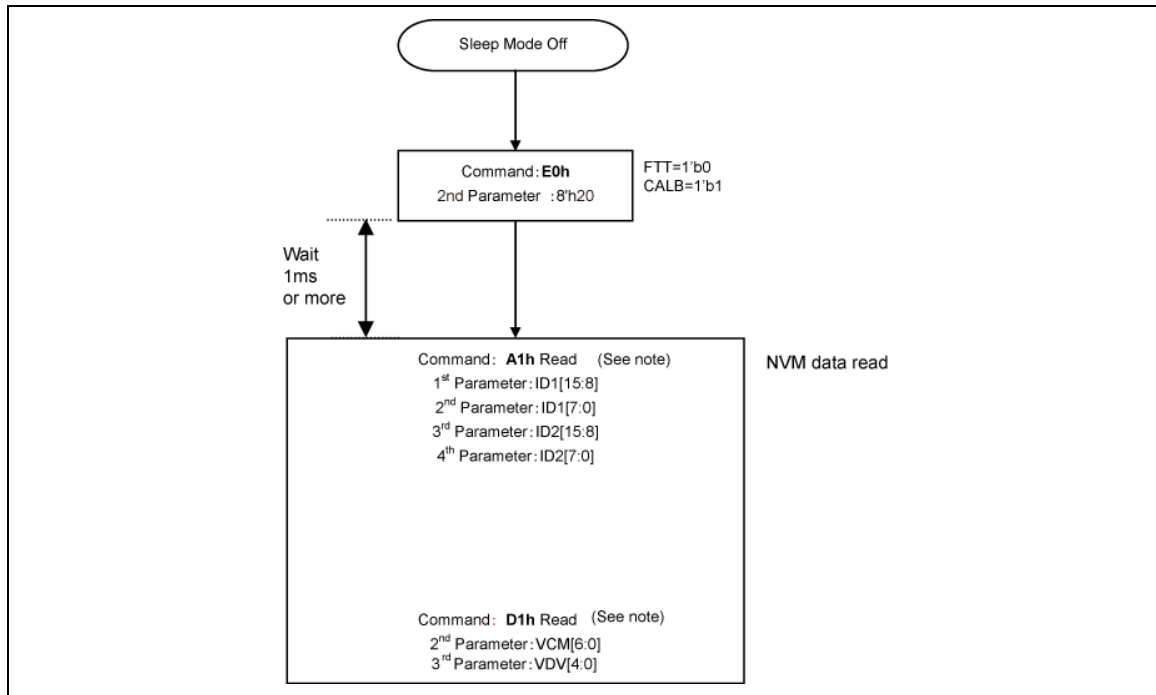 Sleep Mode Off
Command:E0h
2nd Parameter :8'h20
FTT=1'b0
CALB=1'b1
Wait
1ms
or more
Command: A1h Read (See note)
1st Parameter:ID1[15:8]
2nd Parameter:ID1[7:0]
3rd Parameter:ID2[15:8]
4th Parameter:ID2[7:0]
NVM data read
Command: D1h Read (See note)
2nd Parameter:VCM[6:0]
3rd Parameter:VDV[4:0]